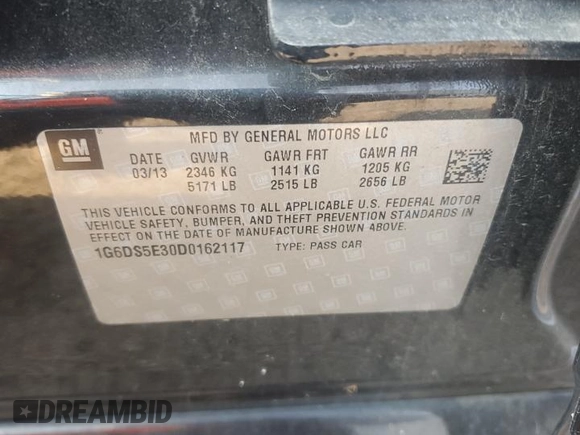 GM
MFD BY GENERAL MOTORS LLC
DATE GVWR GAWR FRT GAWR RR
03/13 2346 KG 1141 KG 1205 KG
5171 LB 2515 LB 2656 LB
THIS VEHICLE CONFORMS TO ALL APPLICABLE U.S. FEDERAL MOTOR
VEHICLE SAFETY, BUMPER, AND THEFT PREVENTION STANDARDS IN
EFFECT ON THE DATE OF MANUFACTURE SHOWN ABOVE.
1G6DS5E30D0162117 TYPE: PASS CAR
DREAMBID